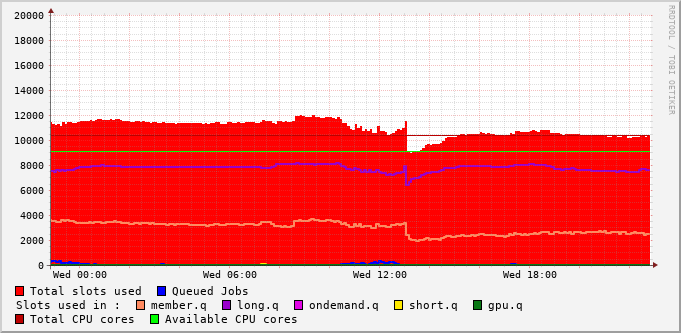 RRDTOOL / TOBI OETIKER
20000
18000
16000
14000
12000
10000
8000
6000
4000
2000
0
Wed 00:00 Wed 06:00 Wed 12:00 Wed 18:00
Total slots used Queued Jobs
Slots used in : member.q long.q ondemand.q short.q gpu.q
Total CPU cores Available CPU cores